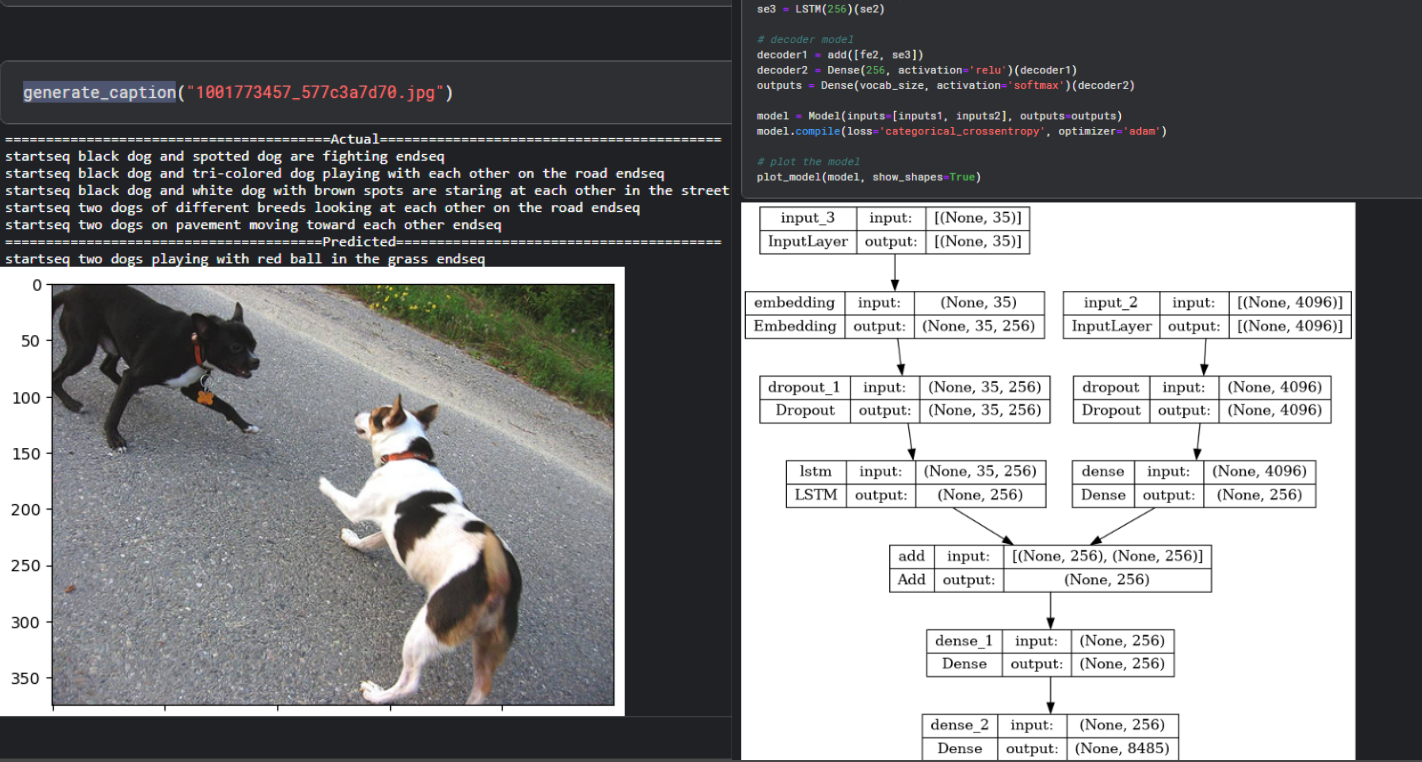 generate_caption("1001773457_577c3a7d70.jpg")
=======================================Actual=========================================
startseq black dog and spotted dog are fighting endseq
startseq black dog and tri-colored dog playing with each other on the road endseq
startseq black dog and white dog with brown spots are staring at each other in the street
startseq two dogs of different breeds looking at each other on the road endseq
startseq two dogs on pavement moving toward each other endseq
======================================Predicted=======================================
startseq two dogs playing with red ball in the grass endseq
0
50
100
150
200
250
300
350
se3 = LSTM(256)(se2)
# decoder model
decoder1 = add([fe2, se3])
decoder2 = Dense(256, activation='relu')(decoder1)
outputs = Dense(vocab_size, activation='softmax')(decoder2)
model = Model(inputs=[inputs1, inputs2], outputs=outputs)
model.compile(loss='categorical_crossentropy', optimizer='adam')
# plot the model
plot_model(model, show_shapes=True)
input_3 input: [(None, 35)]
InputLayer output: [(None, 35)]
embedding input: (None, 35)
Embedding output: (None, 35, 256)
input_2 input: [(None, 4096)]
InputLayer output: [(None, 4096)]
dropout_1 input: (None, 35, 256)
Dropout output: (None, 35, 256)
dropout input: (None, 4096)
Dropout output: (None, 4096)
lstm input: (None, 35, 256)
LSTM output: (None, 256)
dense input: (None, 4096)
Dense output: (None, 256)
add input: [(None, 256), (None, 256)]
Add output: (None, 256)
dense_1 input: (None, 256)
Dense output: (None, 256)
dense_2 input: (None, 256)
Dense output: (None, 8485)